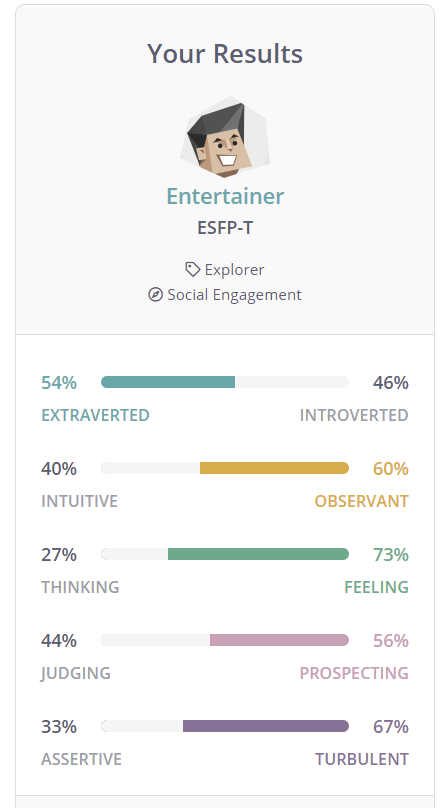 Your Results
Entertainer
ESFP-T
Explorer
Social Engagement
54% 46%
EXTRAVERTED INTROVERTED
40% 60%
INTUITIVE OBSERVANT
27% 73%
THINKING FEELING
44% 56%
JUDGING PROSPECTING
33% 67%
ASSERTIVE TURBULENT